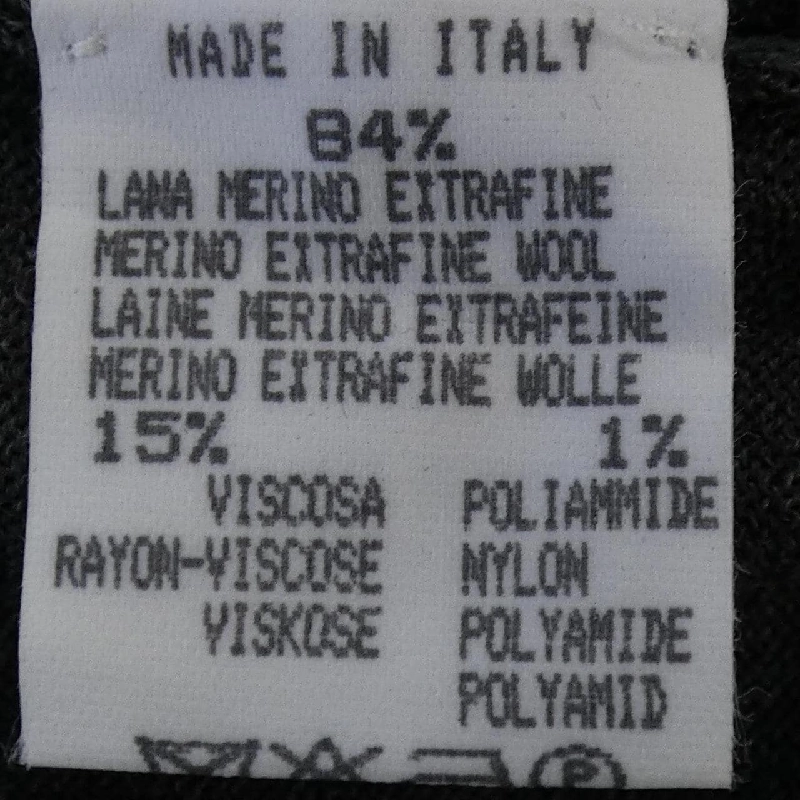 MADE IN ITALY
84%
LANA MERINO EXTRAFINE
MERINO EXTRAFINE WOOL
LAINE MERINO EXTRAFEINE
MERINO EXTRAFINE WOLLE
15% 1%
VISCOSA POLIAMMIDE
RAYON-VISCOSE NYLON
VISKOSE POLYAMIDE
POLYAMID
P